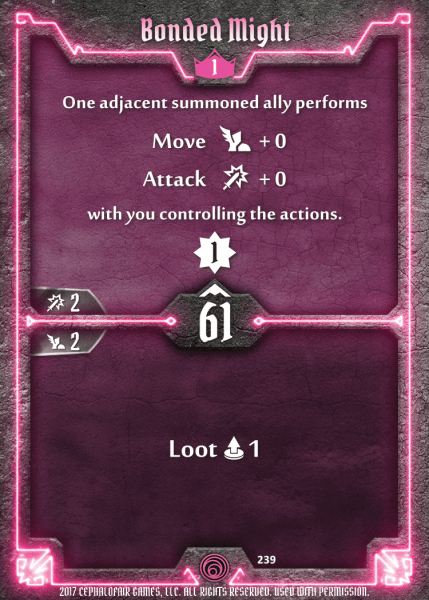 Bonded Might
1
One adjacent summoned ally performs
Move + 0
Attack + 0
with you controlling the actions.
1
2
61
2
Loot 1
239
2017 CEPHALOFAIR GAMES, LLC. ALL RIGHTS RESERVED. USED WITH PERMISSION.